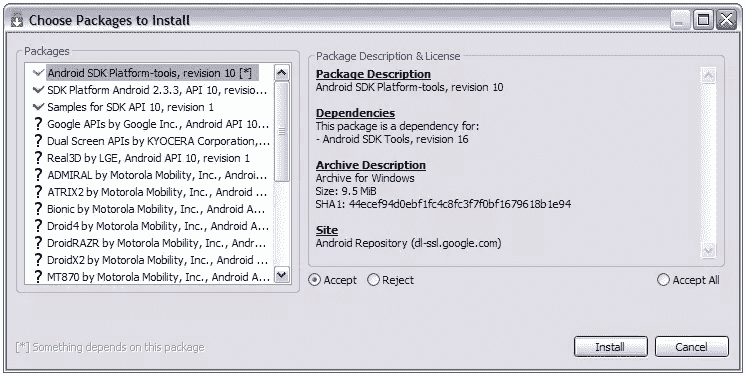 Choose Packages to Install
Packages
Android SDK Platform-tools, revision 10 [*]
SDK Platform Android 2.3.3, API 10, revisio...
Samples for SDK API 10, revision 1
? Google APIs by Google Inc., Android API 10...
? Dual Screen APIs by KYOCERA Corporation,...
? Real3D by LGE, Android API 10, revision 1
? ADMIRAL by Motorola Mobility, Inc., Androi...
? ATRIX2 by Motorola Mobility, Inc., Android...
? Bionic by Motorola Mobility, Inc., Android A...
? Droid4 by Motorola Mobility, Inc., Android ...
? DroidRAZR by Motorola Mobility, Inc., Andr...
? DroidX2 by Motorola Mobility, Inc., Android ...
? MT870 by Motorola Mobility, Inc., Android A...
Package Description & License
Package Description
Android SDK Platform-tools, revision 10
Dependencies
This package is a dependency for:
- Android SDK Tools, revision 16
Archive Description
Archive for Windows
Size: 9.5 MiB
SHA1: 44ecef94d0ebf1fc4c8fc3f7f0bf1679618b1e94
Site
Android Repository (dl-ssl.google.com)
Accept Reject Accept All
[*] Something depends on this package
Install Cancel